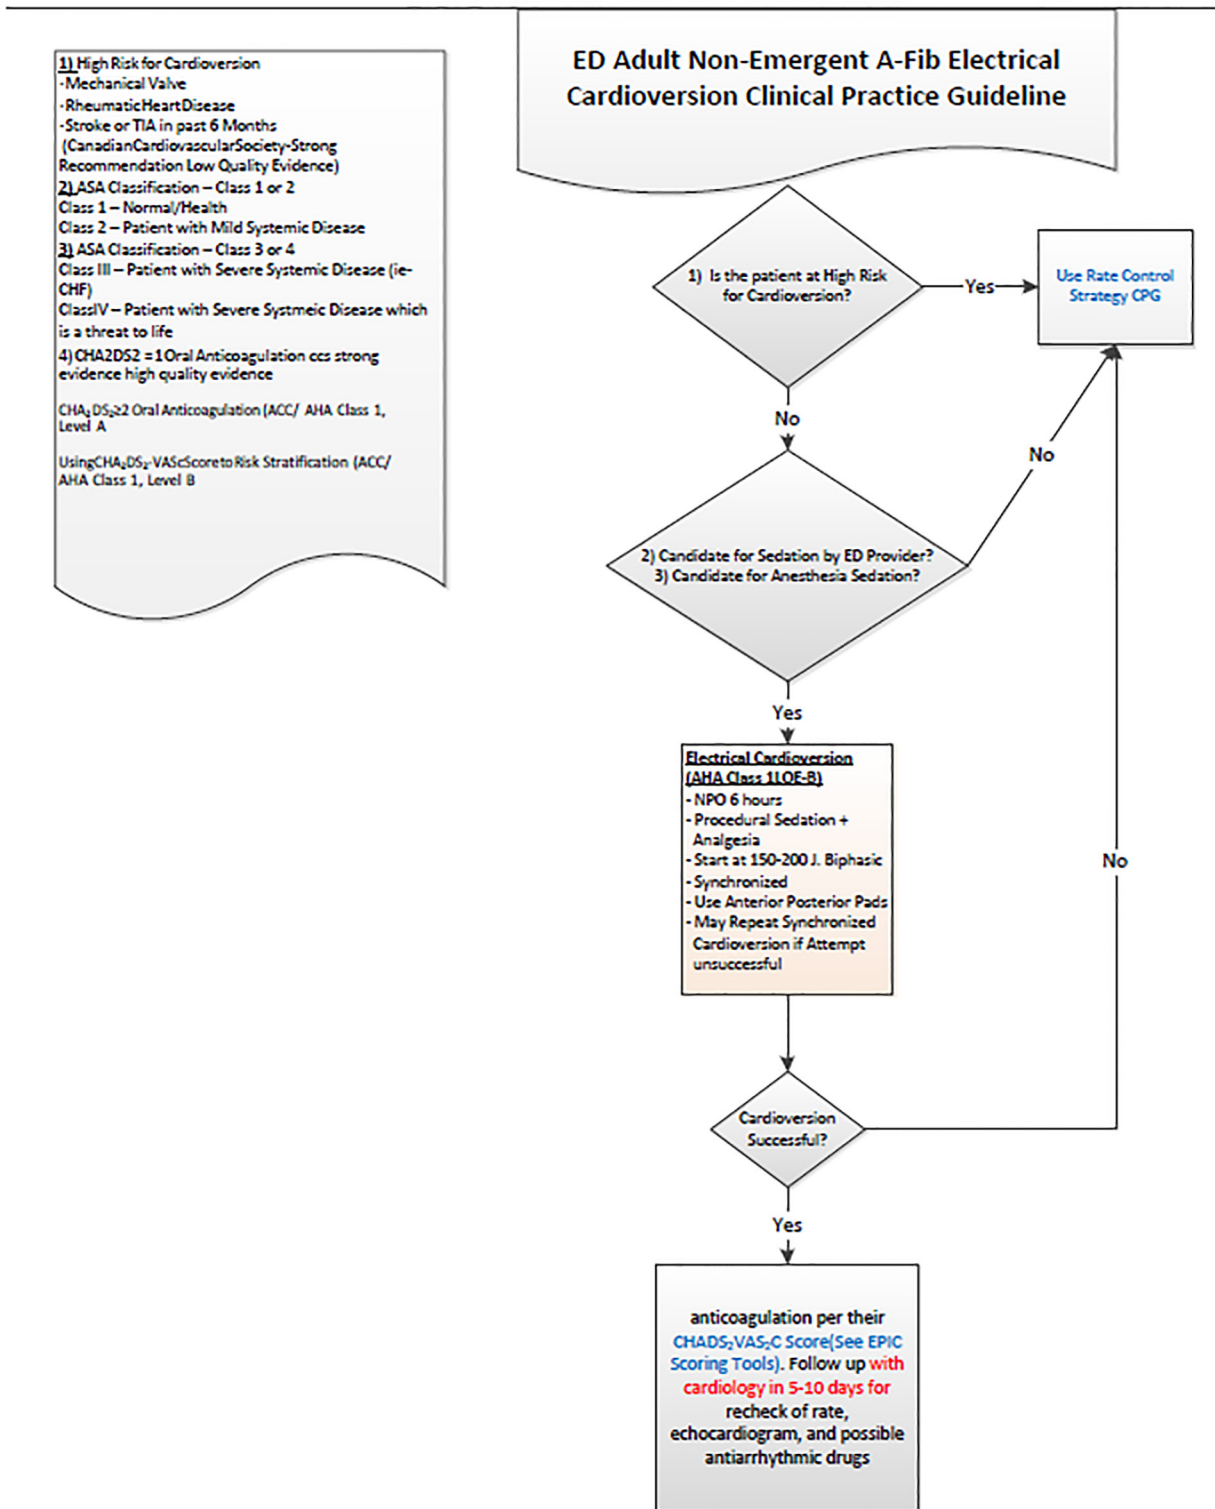 ED Adult Non-Emergent A-Fib Electrical
Cardioversion Clinical Practice Guideline
1) High Risk for Cardioversion
-Mechanical Valve
-RheumaticHeartDisease
-Stroke or TIA in past 6 Months
(CanadianCardiovascularSociety-Strong
Recommendation Low Quality Evidence)
2) ASA Classification – Class 1 or 2
Class 1 – Normal/Health
Class 2 – Patient with Mild Systemic Disease
3) ASA Classification – Class 3 or 4
Class III – Patient with Severe Systemic Disease (ie-
CHF)
ClassIV – Patient with Severe Systmeic Disease which
is a threat to life
4) CHA2DS2 =1Oral Anticoagulation ccs strong
evidence high quality evidence
CHA₂DS₂≥2 Oral Anticoagulation (ACC/ AHA Class 1,
Level A
UsingCHA₂DS₂-VAScScoretoRisk Stratification (ACC/
AHA Class 1, Level B
1) Is the patient at High Risk
for Cardioversion?
Yes
Use Rate Control
Strategy CPG
No
2) Candidate for Sedation by ED Provider?
3) Candidate for Anesthesia Sedation?
No
Yes
Electrical Cardioversion
(AHA Class 1LOE-B)
- NPO 6 hours
- Procedural Sedation +
Analgesia
- Start at 150-200 J. Biphasic
- Synchronized
- Use Anterior Posterior Pads
- May Repeat Synchronized
Cardioversion if Attempt
unsuccessful
No
Cardioversion
Successful?
Yes
anticoagulation per their
CHADS₂VAS₂C Score(See EPIC
Scoring Tools). Follow up with
cardiology in 5-10 days for
recheck of rate,
echocardiogram, and possible
antiarrhythmic drugs